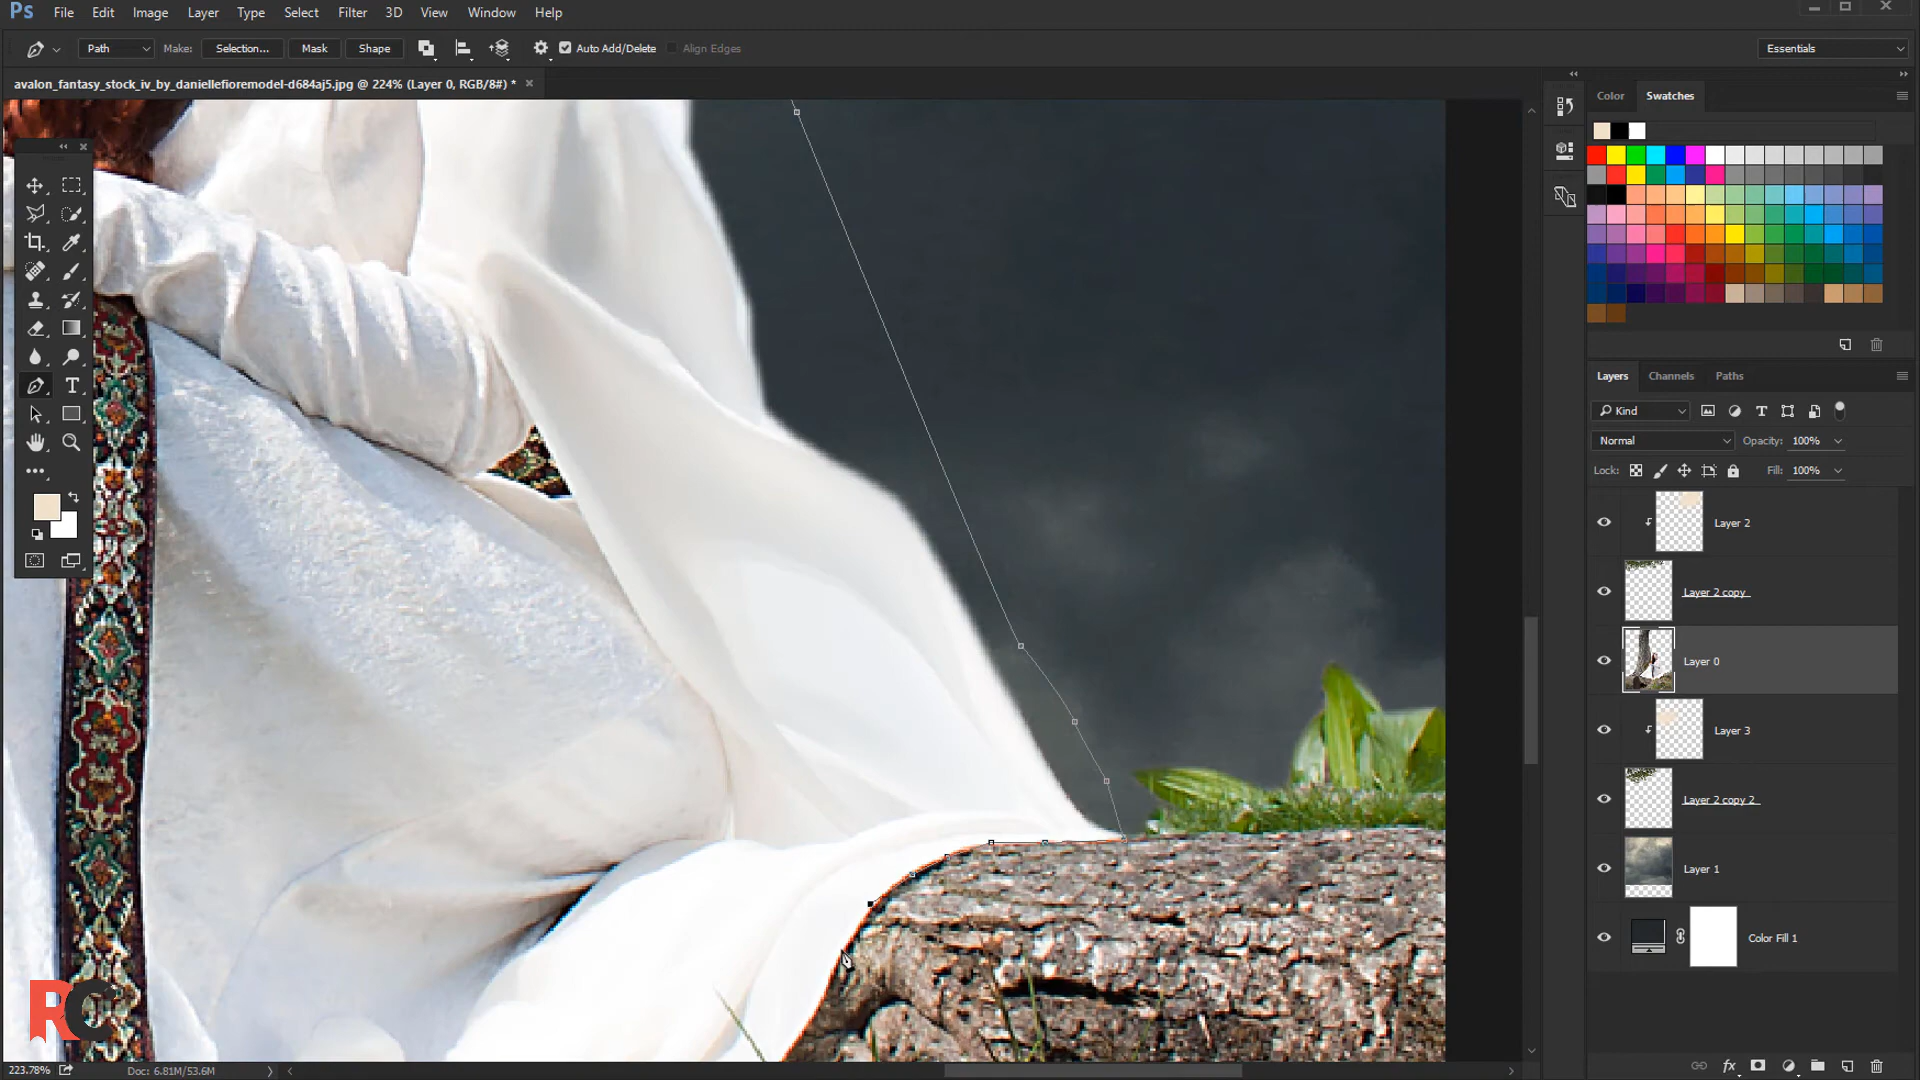 Ps File Edit Image Layer Type Select Filter 3D View Window Help
Path Make: Selection... Mask Shape Auto Add/Delete Align Edges Essentials
avalon_fantasy_stock_iv_by_daniellefioremodel-d684aj5.jpg @ 224% (Layer 0, RGB/8#) * ×
Color Swatches
Layers Channels Paths
Kind
Normal Opacity: 100%
Lock: Fill: 100%
Layer 2
Layer 2 copy
Layer 0
Layer 3
Layer 2 copy 2
Layer 1
Color Fill 1
RC
223.78% Doc: 6.81M/53.6M
fx